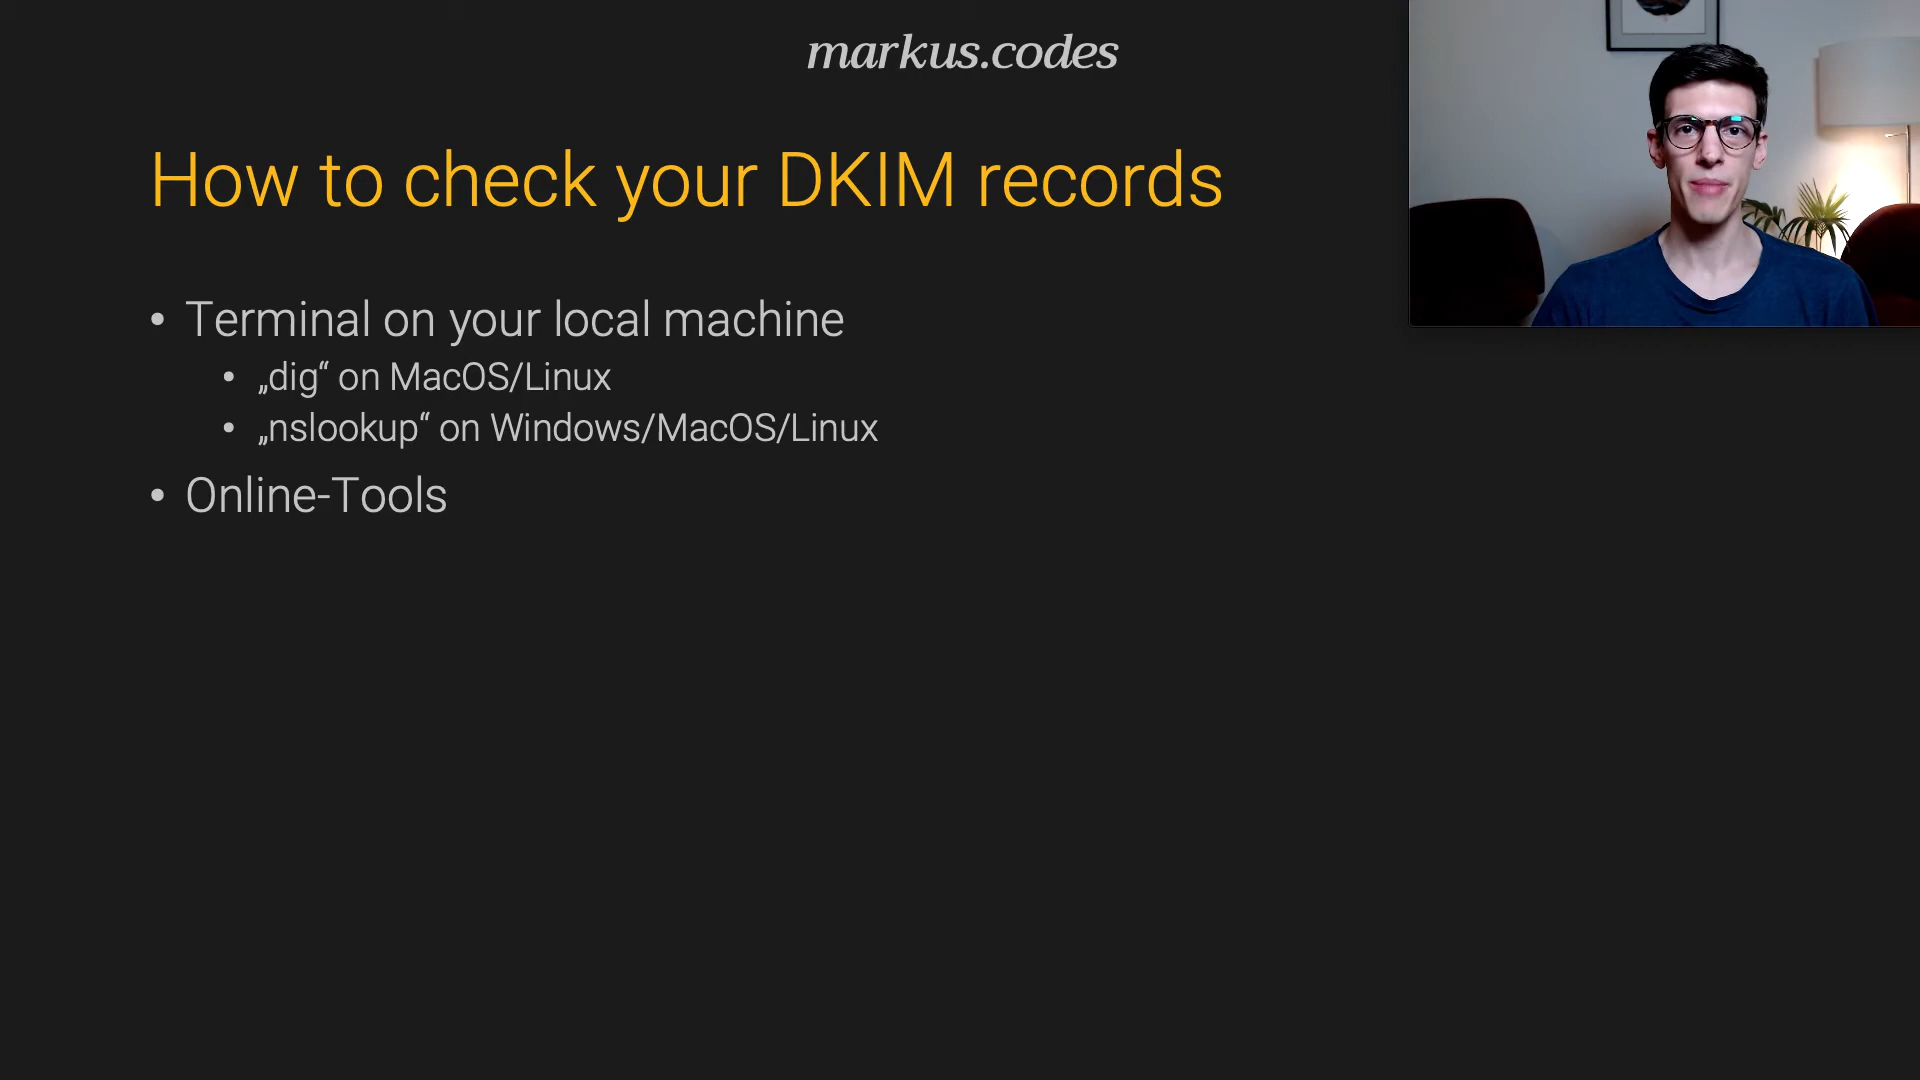 markus.codes
How to check your DKIM records
• Terminal on your local machine
• „dig“ on MacOS/Linux
• „nslookup“ on Windows/MacOS/Linux
• Online-Tools